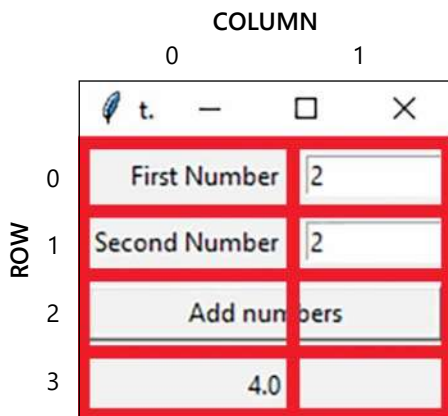 COLUMN
0 1
t.
0 First Number 2
ROW
1 Second Number 2
2 Add numbers
3 4.0